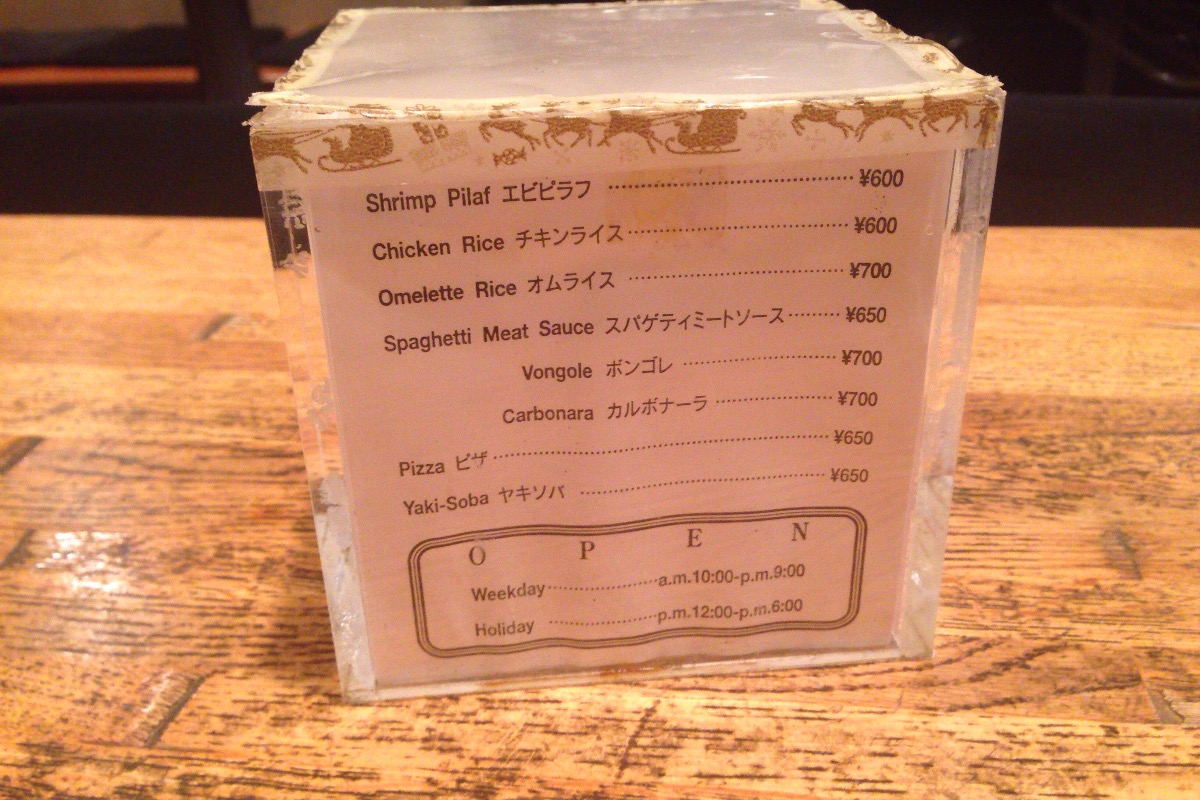 Shrimp Pilaf エビピラフ ¥600
Chicken Rice チキンライス ¥600
Omelette Rice オムライス ¥700
Spaghetti Meat Sauce スパゲティミートソース ¥650
Vongole ボンゴレ ¥700
Carbonara カルボナーラ ¥700
Pizza ピザ ¥650
Yaki-Soba ヤキソバ ¥650
OPEN
Weekday a.m.10:00-p.m.9:00
Holiday p.m.12:00-p.m.6:00